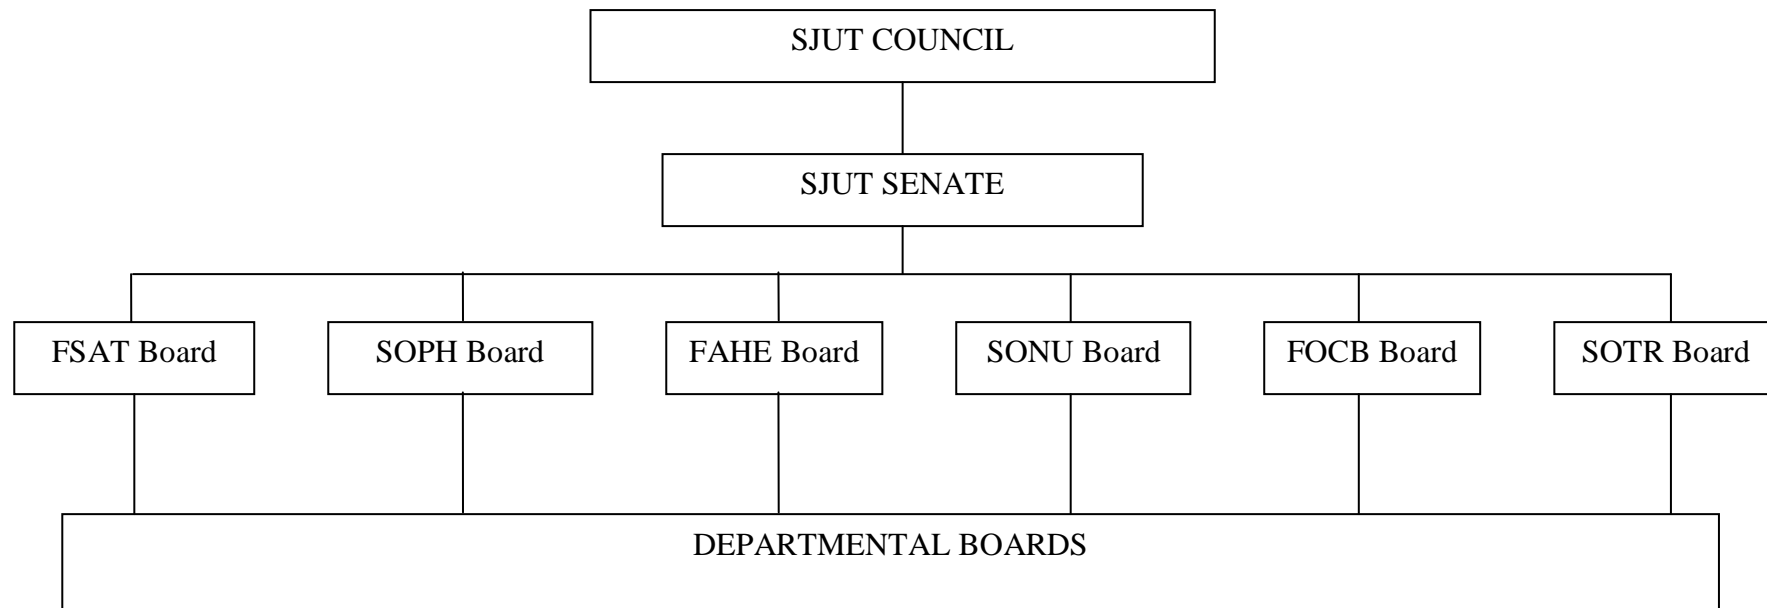 SJUT COUNCIL
SJUT SENATE
FSAT Board
SOPH Board
FAHE Board
SONU Board
FOCB Board
SOTR Board
DEPARTMENTAL BOARDS